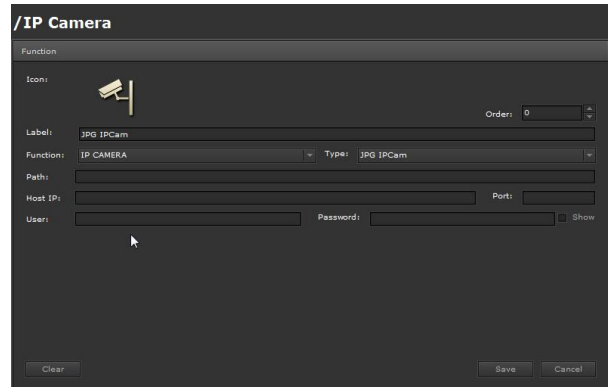 /IP Camera
Function
Icon:
Order: 0
Label: JPG IPCam
Function: IP CAMERA Type: JPG IPCam
Path:
Host IP: Port:
User: Password: Show
Clear Save Cancel